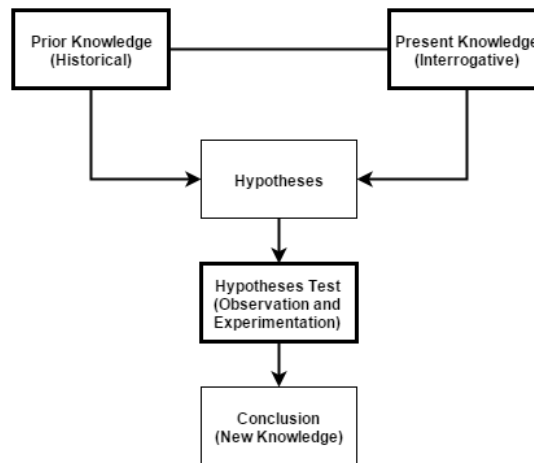 Prior Knowledge
(Historical)
Present Knowledge
(Interrogative)
Hypotheses
Hypotheses Test
(Observation and
Experimentation)
Conclusion
(New Knowledge)